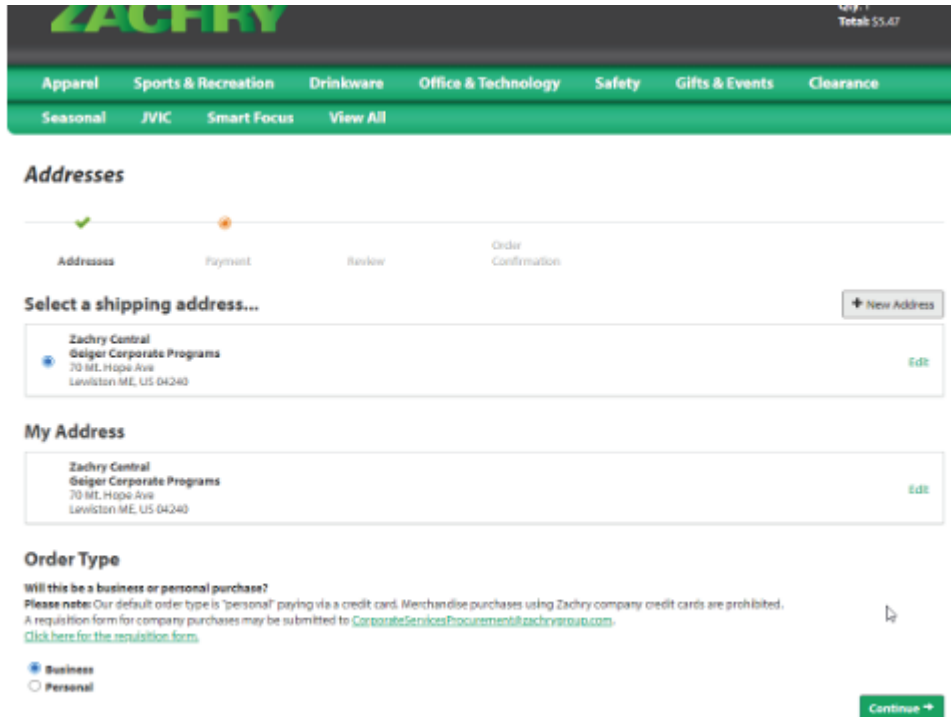 ZACHRY
Qty: 1
Total: $5.47
Apparel Sports & Recreation Drinkware Office & Technology Safety Gifts & Events Clearance
Seasonal JVIC Smart Focus View All
Addresses
Addresses Payment Review Order Confirmation
Select a shipping address...
+ New Address
Zachry Central
Geiger Corporate Programs
70 Mt. Hope Ave
Lewiston ME, US 04240
Edit
My Address
Zachry Central
Geiger Corporate Programs
70 Mt. Hope Ave
Lewiston ME, US 04240
Edit
Order Type
Will this be a business or personal purchase?
Please note: Our default order type is "personal" paying via a credit card. Merchandise purchases using Zachry company credit cards are prohibited.
A requisition form for company purchases may be submitted to CorporateServicesProcurement@zachrygroup.com.
Click here for the requisition form.
Business
Personal
Continue →